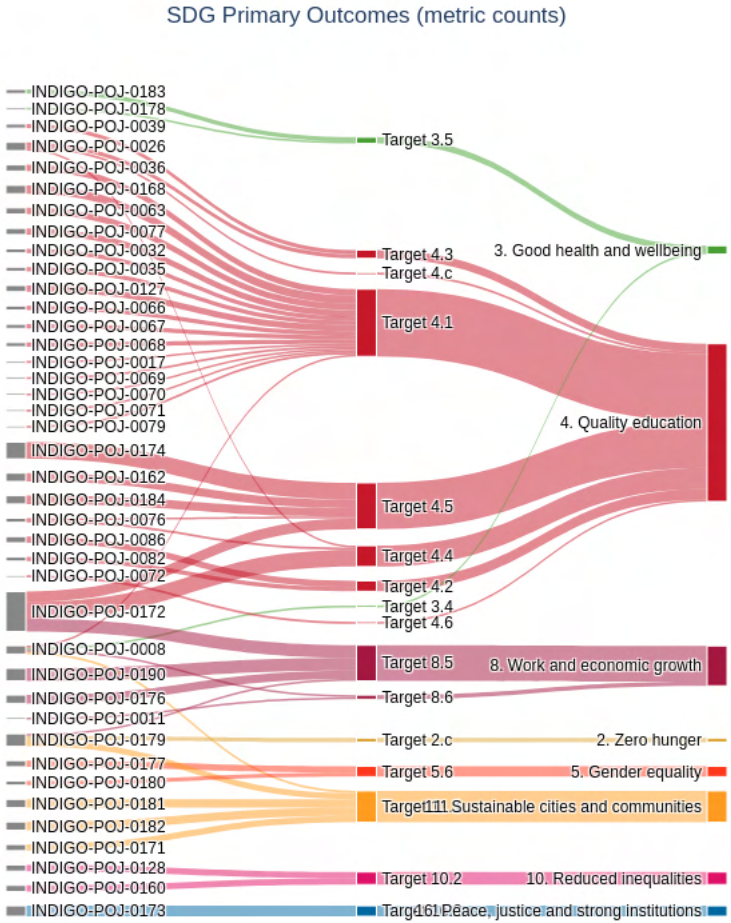 SDG Primary Outcomes (metric counts)
INDIGO-POJ-0183
INDIGO-POJ-0178
INDIGO-POJ-0039
INDIGO-POJ-0026
INDIGO-POJ-0036
INDIGO-POJ-0168
INDIGO-POJ-0063
INDIGO-POJ-0077
INDIGO-POJ-0032
INDIGO-POJ-0035
INDIGO-POJ-0127
INDIGO-POJ-0066
INDIGO-POJ-0067
INDIGO-POJ-0068
INDIGO-POJ-0017
INDIGO-POJ-0069
INDIGO-POJ-0070
INDIGO-POJ-0071
INDIGO-POJ-0079
INDIGO-POJ-0174
INDIGO-POJ-0162
INDIGO-POJ-0184
INDIGO-POJ-0076
INDIGO-POJ-0086
INDIGO-POJ-0082
INDIGO-POJ-0072
INDIGO-POJ-0172
INDIGO-POJ-0008
INDIGO-POJ-0190
INDIGO-POJ-0176
INDIGO-POJ-0011
INDIGO-POJ-0179
INDIGO-POJ-0177
INDIGO-POJ-0180
INDIGO-POJ-0181
INDIGO-POJ-0182
INDIGO-POJ-0171
INDIGO-POJ-0128
INDIGO-POJ-0160
INDIGO-POJ-0173
Target 3.5
Target 4.3
Target 4.c
Target 4.1
Target 4.5
Target 4.4
Target 4.2
Target 3.4
Target 4.6
Target 8.5
Target 8.6
Target 2.c
Target 5.6
Target
Target 10.2
3. Good health and wellbeing
4. Quality education
8. Work and economic growth
2. Zero hunger
5. Gender equality
11. Sustainable cities and communities
10. Reduced inequalities
Peace, justice and strong institutions